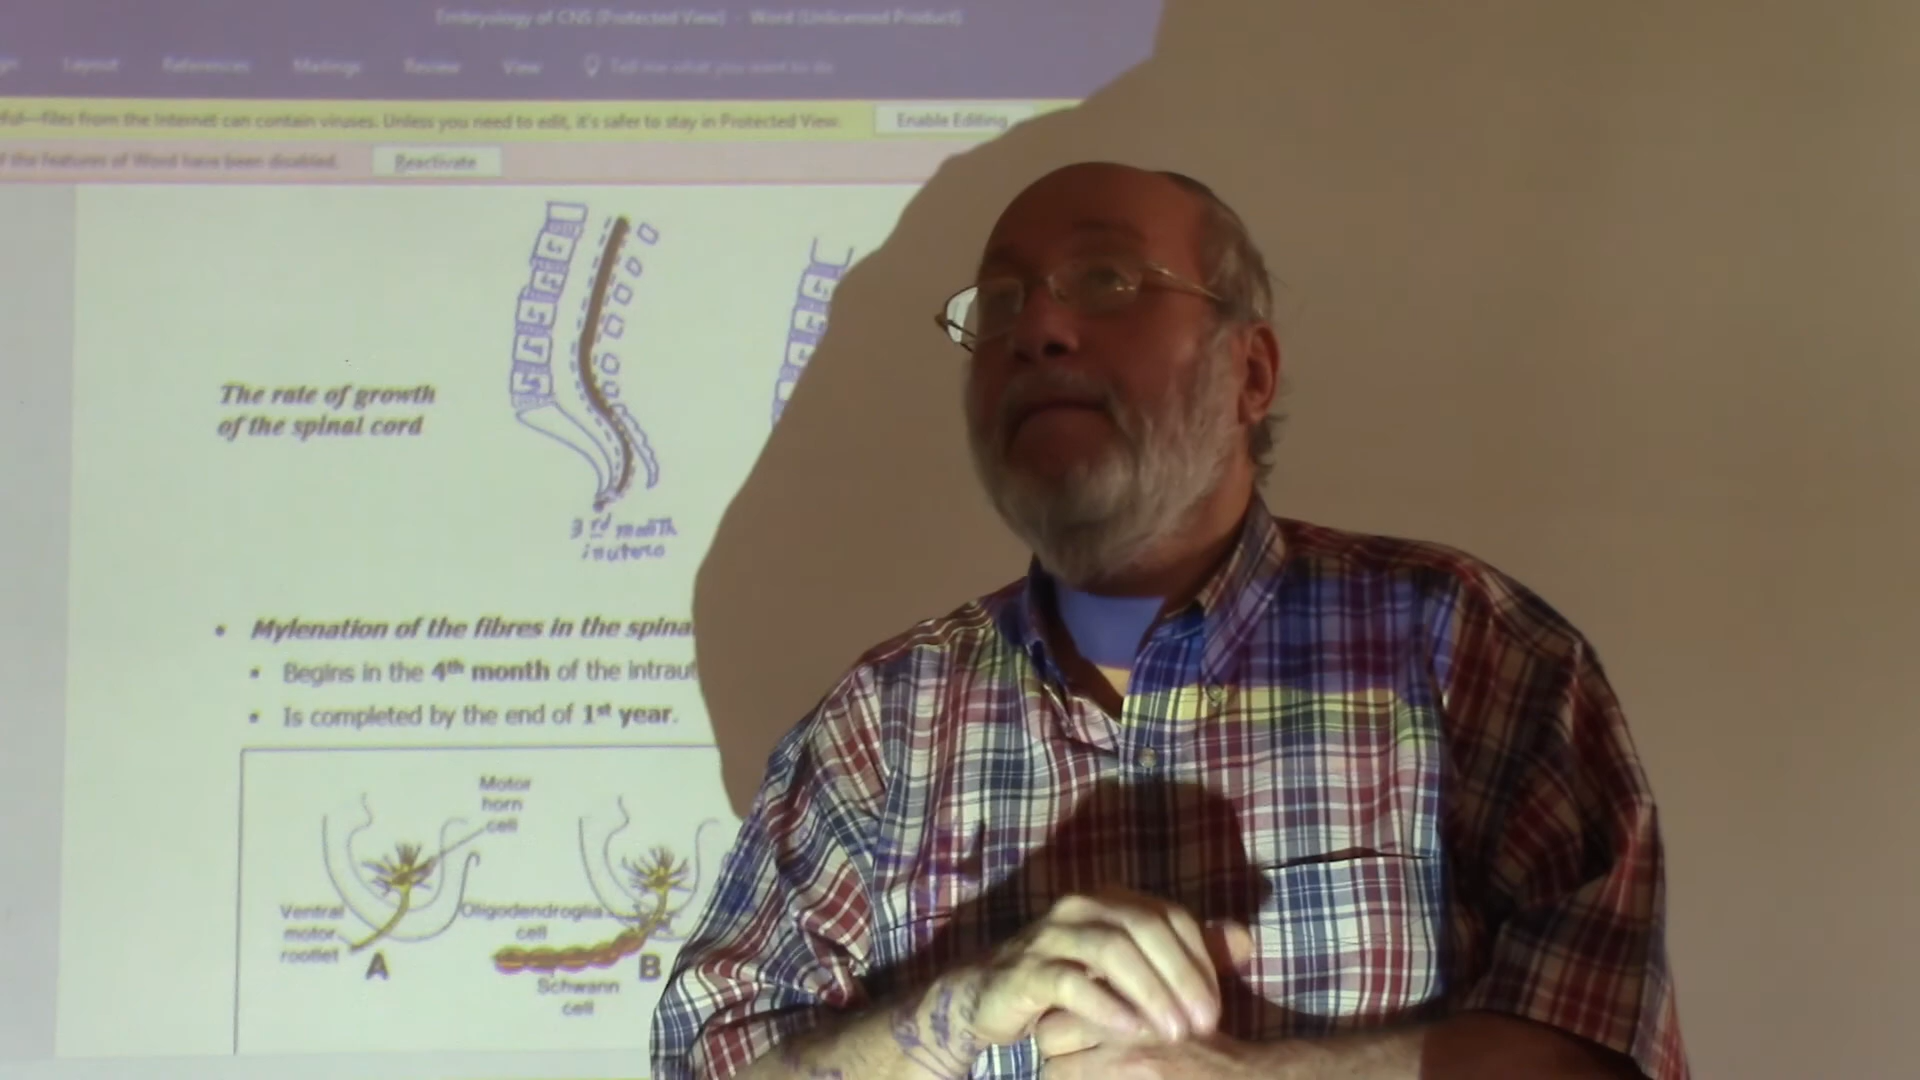 Embryology of CNS (Protected View) - Word (Unlicensed Product)
Layout References Mailings Review View Tell me what you want to do
files from the Internet can contain viruses. Unless you need to edit, it's safer to stay in Protected View. Enable Editing
the features of Word have been disabled. Reactivate
The rate of growth
of the spinal cord
3rd month
inutero
• Mylenation of the fibres in the spina
• Begins in the 4th month of the intraut
• Is completed by the end of 1st year.
Motor
horn
cell
Ventral
motor
rootlet
A
Oligodendroglia
cell
B
Schwann
cell